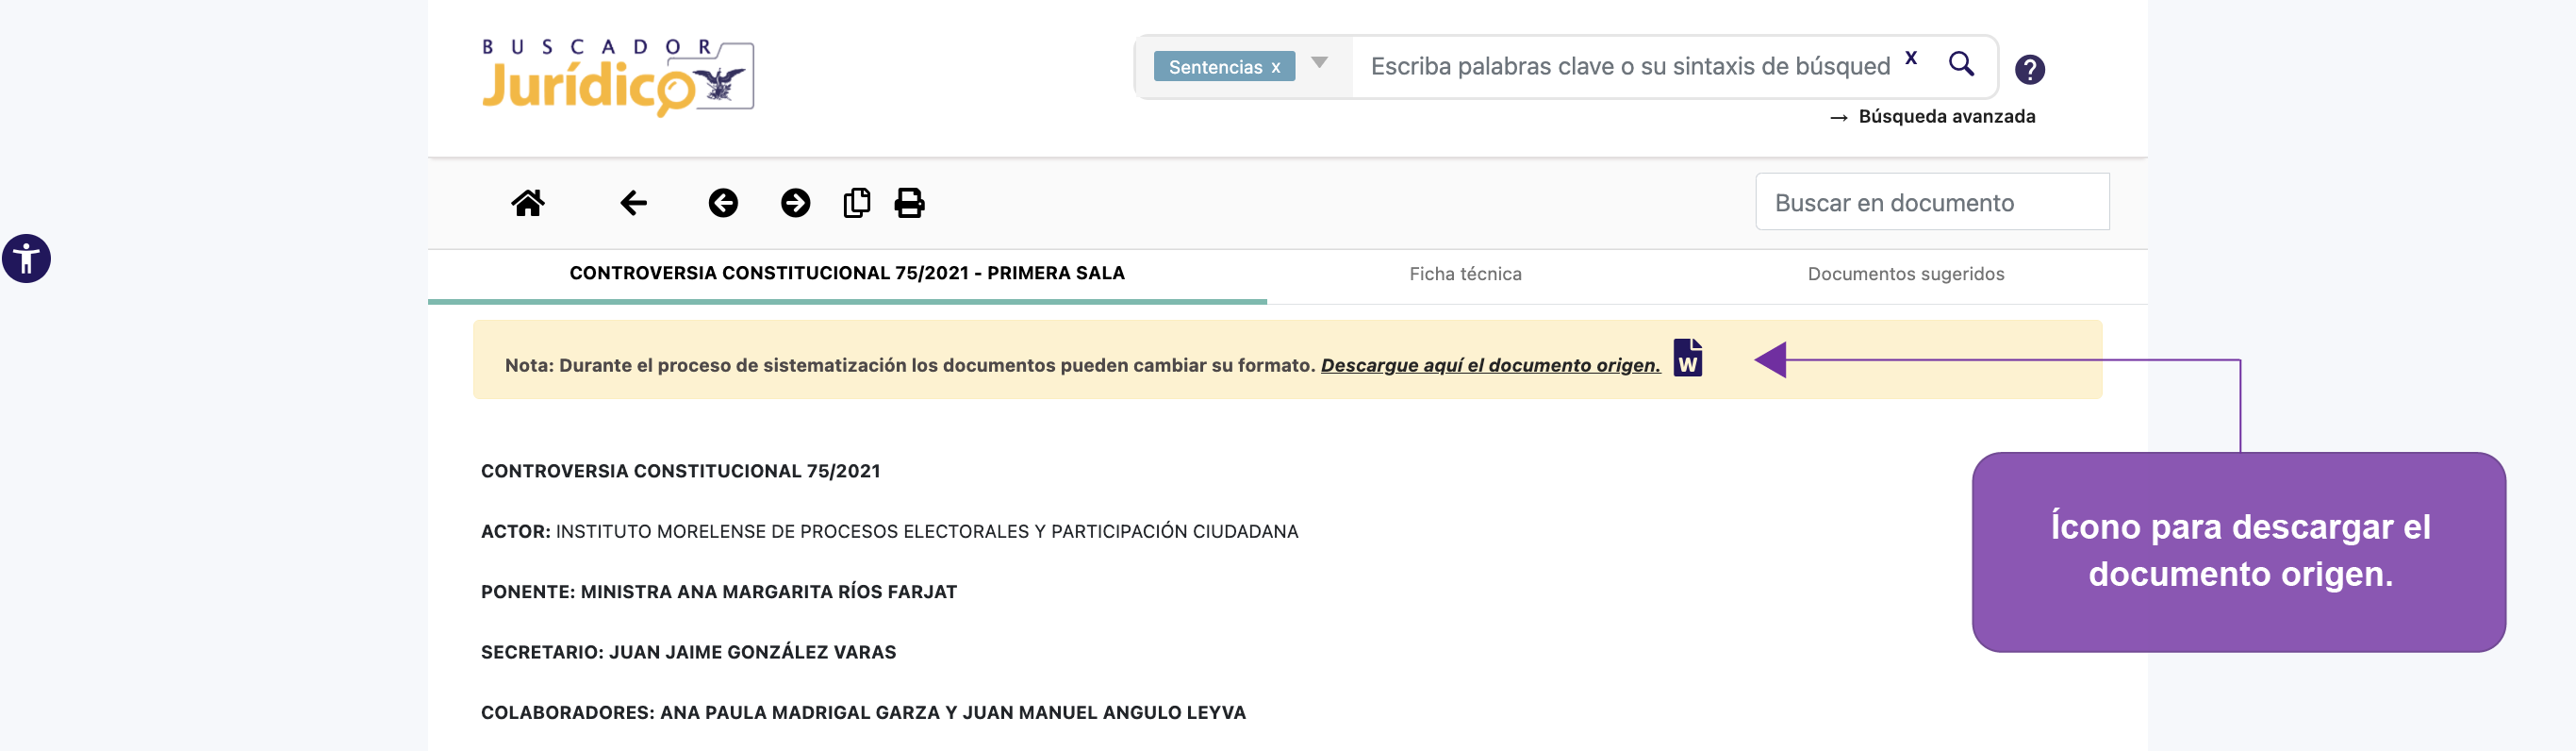 BUSCADOR
Jurídico
Sentencias x
Escriba palabras clave o su sintaxis de búsqued
x
?
→ Búsqueda avanzada
Buscar en documento
CONTROVERSIA CONSTITUCIONAL 75/2021 - PRIMERA SALA
Ficha técnica
Documentos sugeridos
Nota: Durante el proceso de sistematización los documentos pueden cambiar su formato. Descargue aquí el documento origen.
W
CONTROVERSIA CONSTITUCIONAL 75/2021
ACTOR: INSTITUTO MORELENSE DE PROCESOS ELECTORALES Y PARTICIPACIÓN CIUDADANA
PONENTE: MINISTRA ANA MARGARITA RÍOS FARJAT
SECRETARIO: JUAN JAIME GONZÁLEZ VARAS
COLABORADORES: ANA PAULA MADRIGAL GARZA Y JUAN MANUEL ANGULO LEYVA
Ícono para descargar el
documento origen.